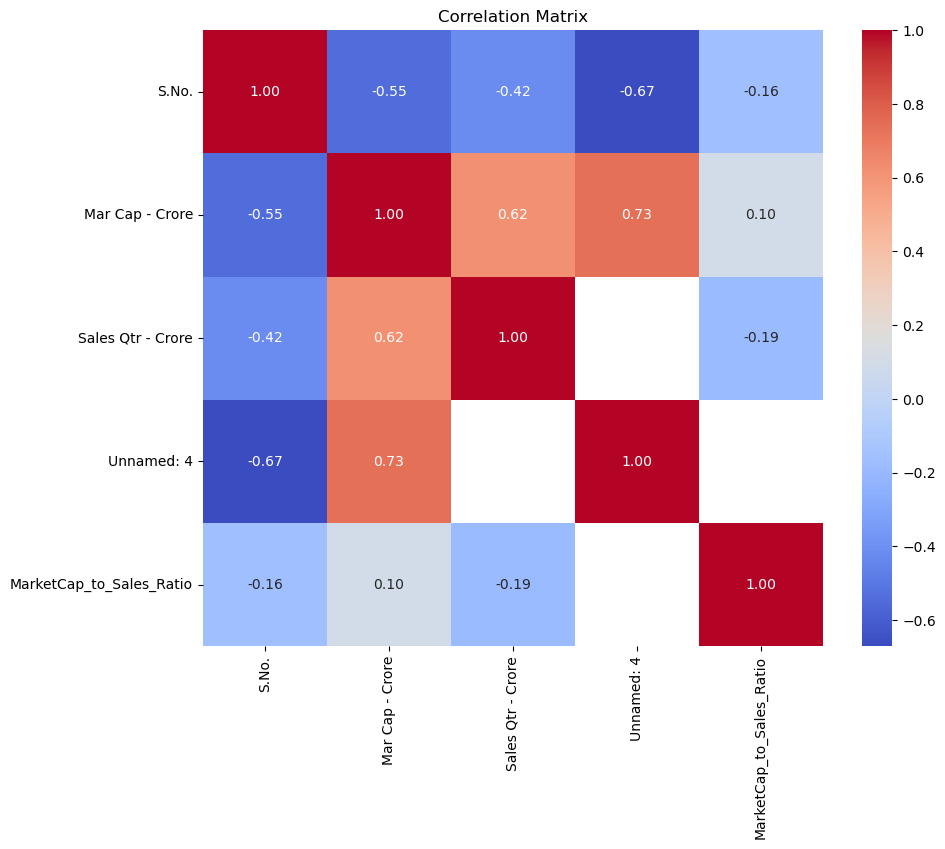 Correlation Matrix
S.No. 1.00 -0.55 -0.42 -0.67 -0.16
Mar Cap - Crore -0.55 1.00 0.62 0.73 0.10
Sales Qtr - Crore -0.42 0.62 1.00 -0.19
Unnamed: 4 -0.67 0.73 1.00
MarketCap_to_Sales_Ratio -0.16 0.10 -0.19 1.00
S.No.
Mar Cap - Crore
Sales Qtr - Crore
Unnamed: 4
MarketCap_to_Sales_Ratio
1.0
0.8
0.6
0.4
0.2
0.0
−0.2
−0.4
−0.6